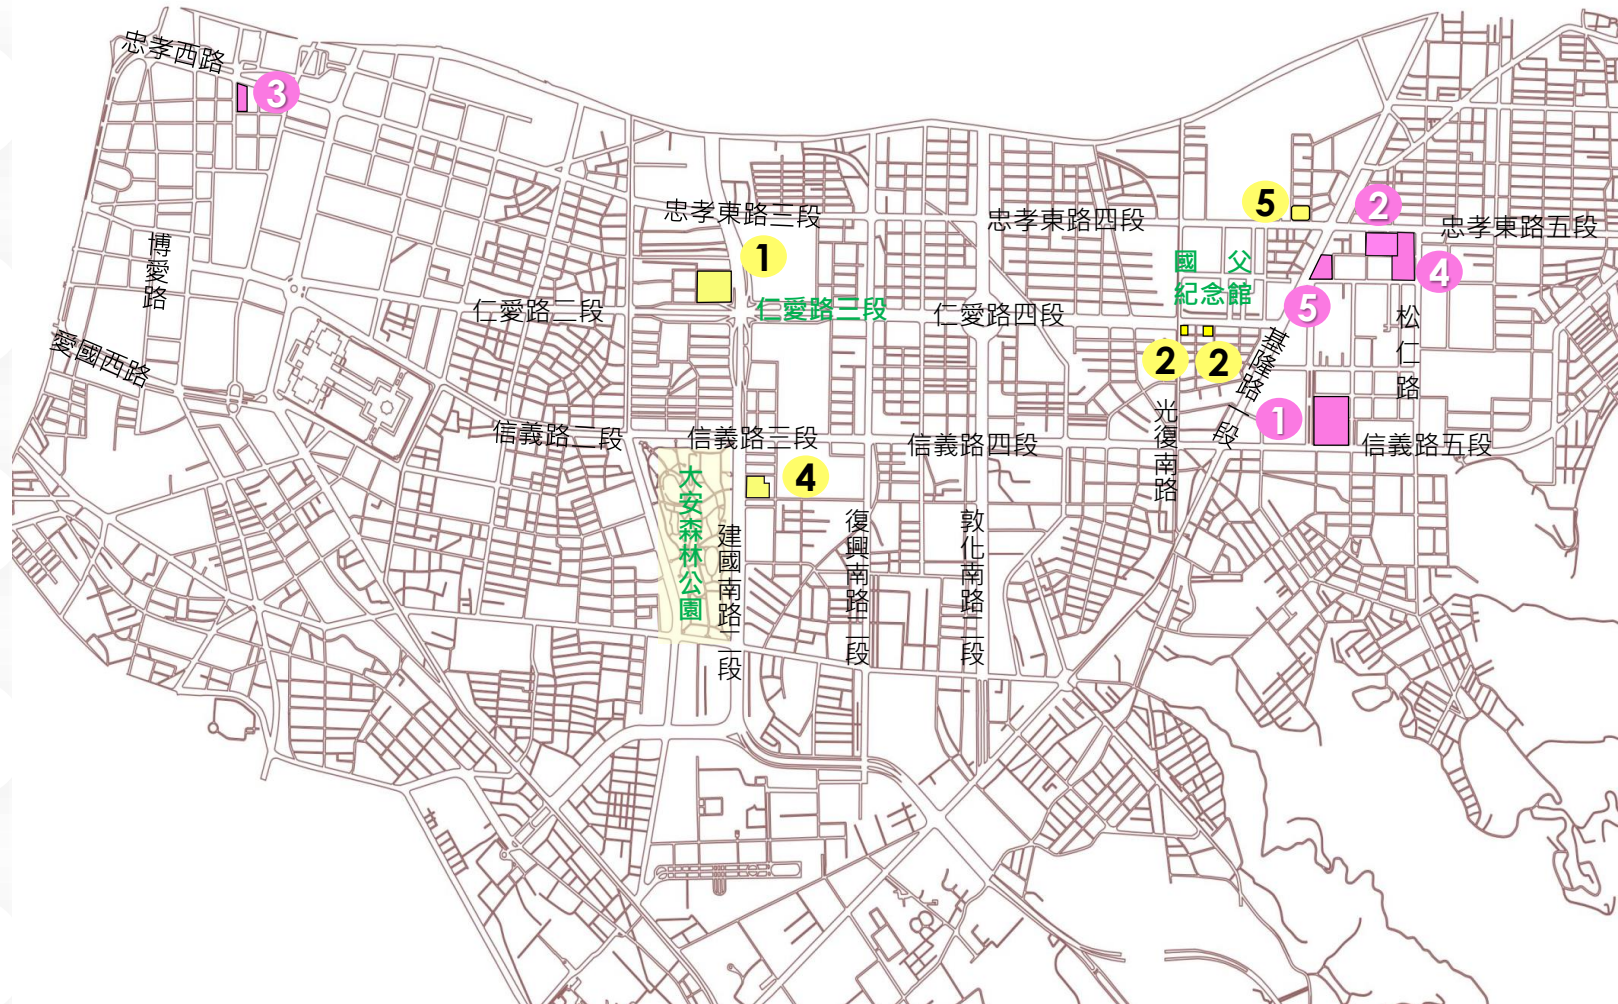 忠孝西路
3
忠孝東路三段
忠孝東路四段
5
2
忠孝東路五段
博愛路
1
國父
紀念館
4
仁愛路二段
仁愛路三段
仁愛路四段
5
松仁路
愛國西路
2
2
基隆路一段
光復南路
1
信義路二段
信義路三段
信義路四段
信義路五段
大安森林公園
4
建國南路二段
復興南路二段
敦化南路二段